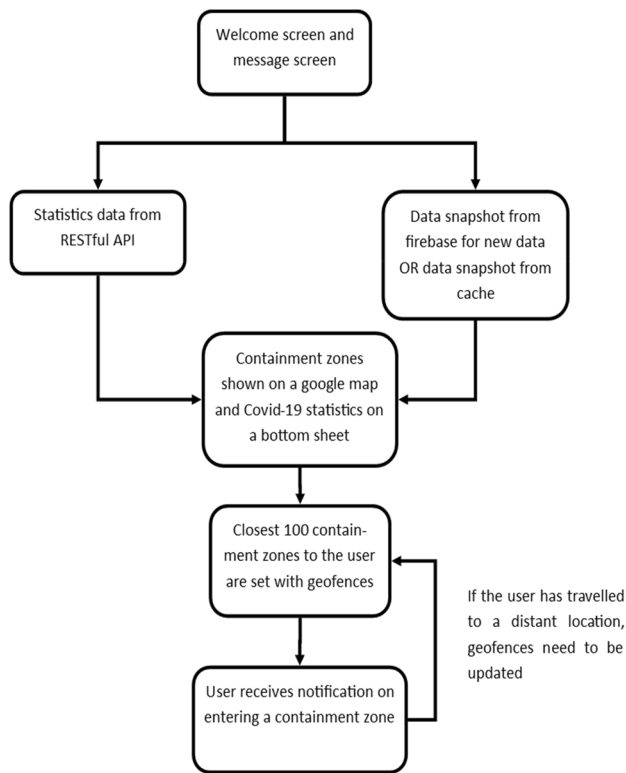 Welcome screen and
message screen
Statistics data from
RESTful API
Data snapshot from
firebase for new data
OR data snapshot from
cache
Containment zones
shown on a google map
and Covid-19 statistics on
a bottom sheet
Closest 100 contain-
ment zones to the user
are set with geofences
If the user has travelled
to a distant location,
geofences need to be
updated
User receives notification on
entering a containment zone